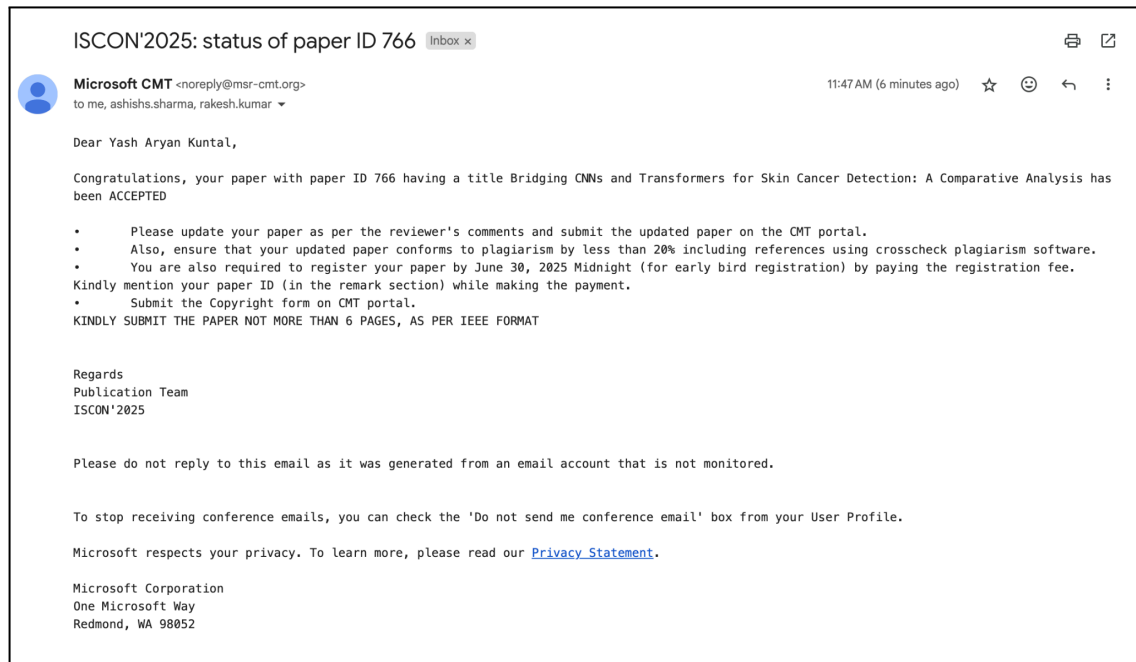 ISCON'2025: status of paper ID 766 Inbox ×
Microsoft CMT <noreply@msr-cmt.org> 11:47 AM (6 minutes ago)
to me, ashishs.sharma, rakesh.kumar
Dear Yash Aryan Kuntal,
Congratulations, your paper with paper ID 766 having a title Bridging CNNs and Transformers for Skin Cancer Detection: A Comparative Analysis has
been ACCEPTED
• Please update your paper as per the reviewer's comments and submit the updated paper on the CMT portal.
• Also, ensure that your updated paper conforms to plagiarism by less than 20% including references using crosscheck plagiarism software.
• You are also required to register your paper by June 30, 2025 Midnight (for early bird registration) by paying the registration fee.
Kindly mention your paper ID (in the remark section) while making the payment.
• Submit the Copyright form on CMT portal.
KINDLY SUBMIT THE PAPER NOT MORE THAN 6 PAGES, AS PER IEEE FORMAT
Regards
Publication Team
ISCON'2025
Please do not reply to this email as it was generated from an email account that is not monitored.
To stop receiving conference emails, you can check the 'Do not send me conference email' box from your User Profile.
Microsoft respects your privacy. To learn more, please read our Privacy Statement.
Microsoft Corporation
One Microsoft Way
Redmond, WA 98052